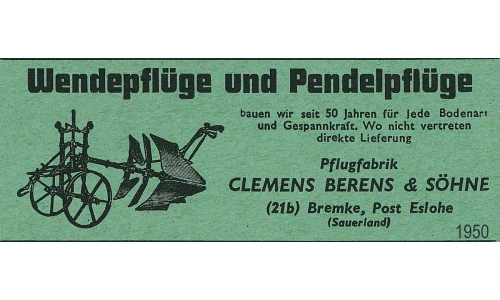 Wendepflüge und Pendelpflüge
bauen wir seit 50 Jahren für Jede Bodenart
und Gespannkraft. Wo nicht vertreten
direkte Lieferung
Pflugfabrik
CLEMENS BERENS & SÖHNE
(21b) Bremke, Post Eslohe
(Sauerland)
1950